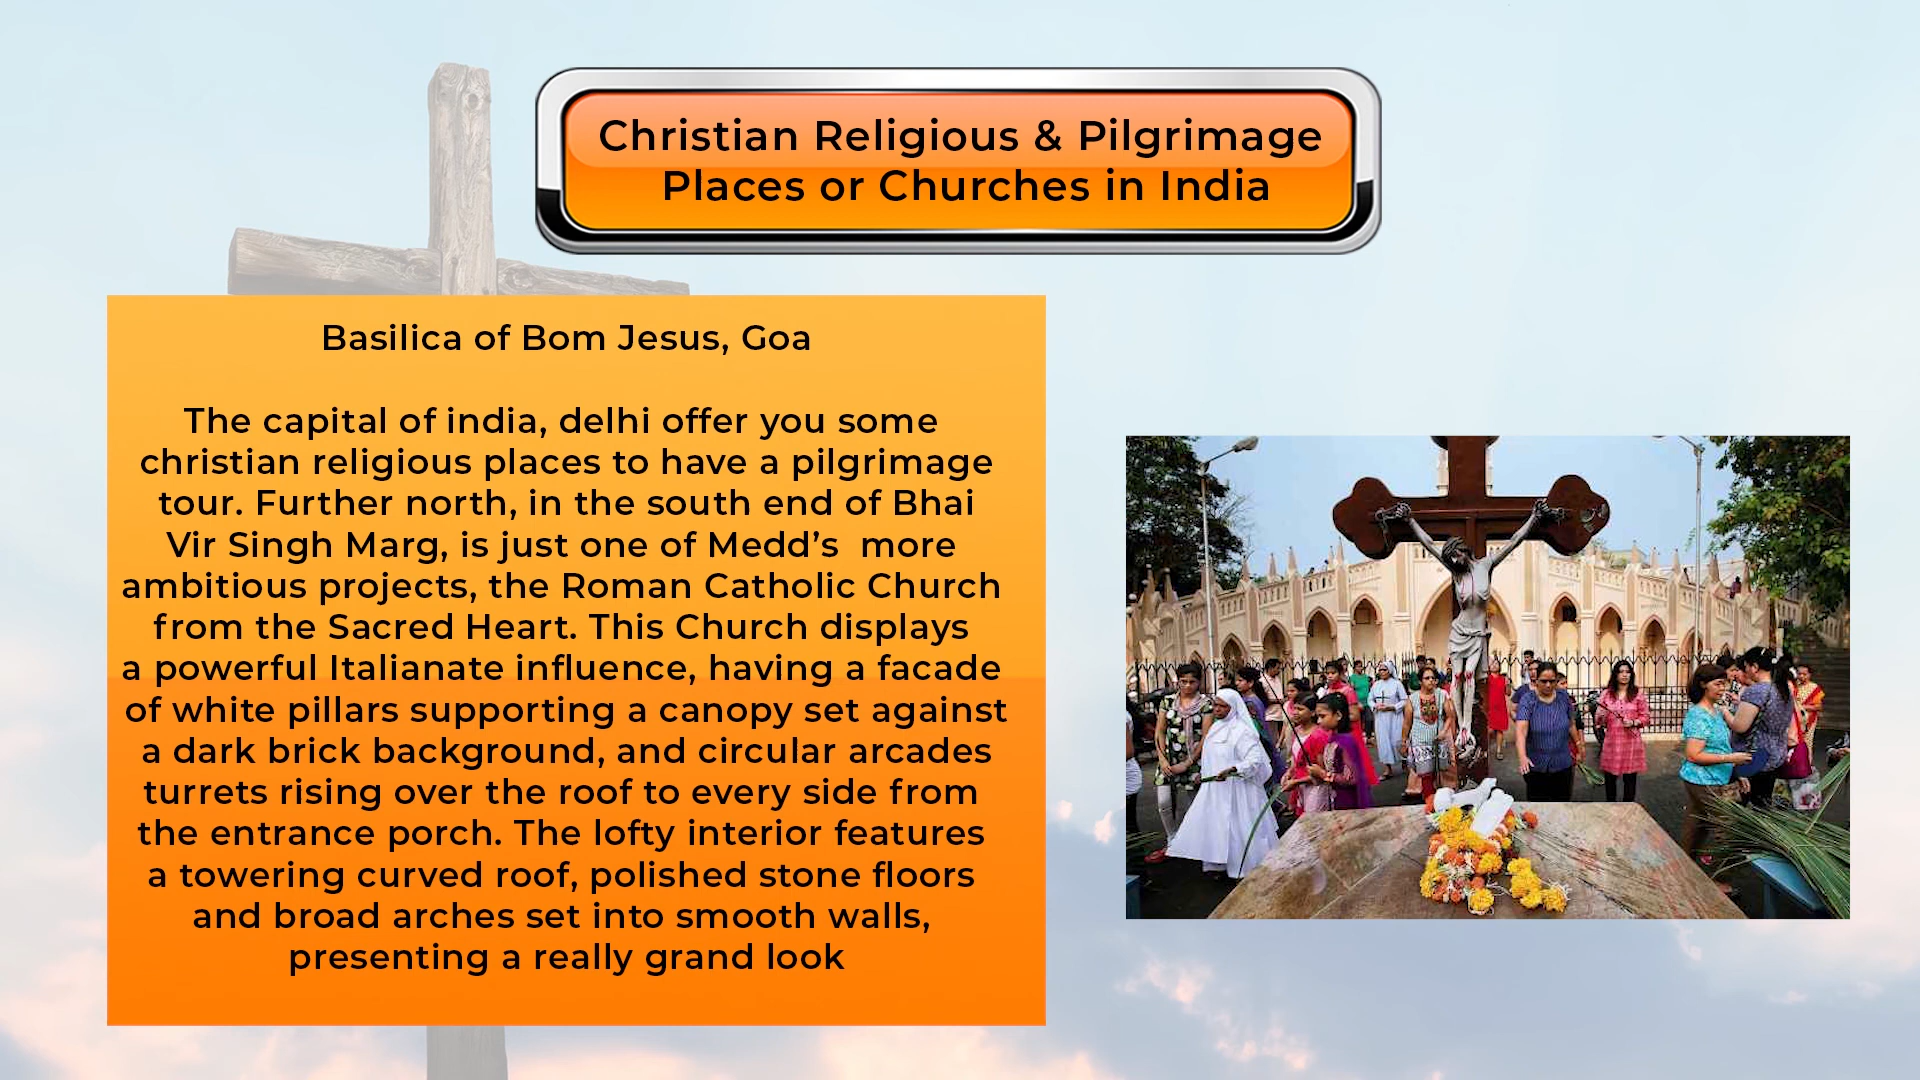 Christian Religious & Pilgrimage
Places or Churches in India
Basilica of Bom Jesus, Goa
The capital of india, delhi offer you some
christian religious places to have a pilgrimage
tour. Further north, in the south end of Bhai
Vir Singh Marg, is just one of Medd’s  more
ambitious projects, the Roman Catholic Church
from the Sacred Heart. This Church displays
a powerful Italianate influence, having a facade
of white pillars supporting a canopy set against
a dark brick background, and circular arcades
turrets rising over the roof to every side from
the entrance porch. The lofty interior features
a towering curved roof, polished stone floors
and broad arches set into smooth walls,
presenting a really grand look